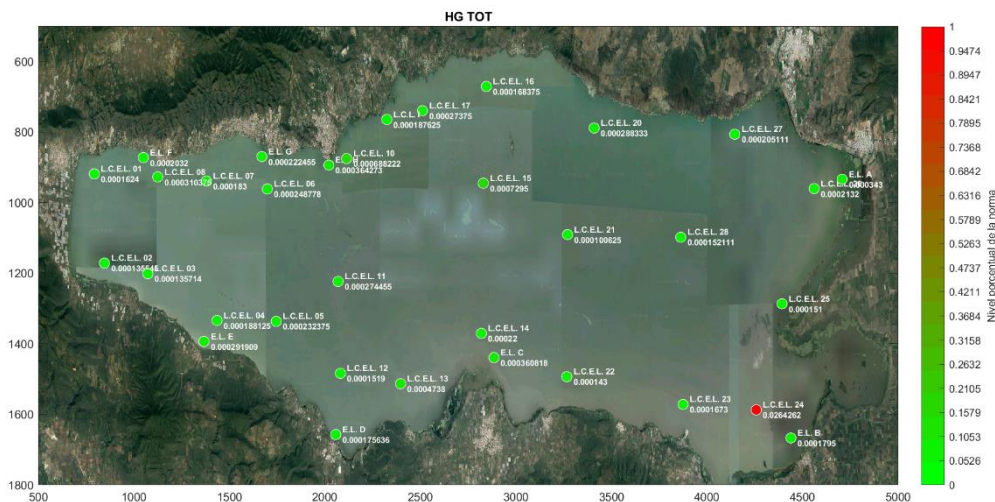 HG TOT
600
800
1000
1200
1400
1600
1800
500
1000
1500
2000
2500
3000
3500
4000
4500
5000
L.C.E.L. 16
0.000168375
L.C.E.L. 17
0.00027375
0.000187625
L.C.E.L. 20
0.000288333
L.C.E.L. 27
0.000205111
E.L. F
0.0002032
L.C.E.L. 01
0.0001624
L.C.E.L. 08
L.C.E.L. 07
0.000183
E.L. G
0.000222455
L.C.E.L. 06
0.000248778
L.C.E.L. 10
0.000688222
0.000364273
L.C.E.L. 15
0.0007295
E.L. A
0.0002132
L.C.E.L. 21
0.000100625
L.C.E.L. 28
0.000152111
L.C.E.L. 02
L.C.E.L. 03
0.000135714
L.C.E.L. 11
0.000274455
L.C.E.L. 25
0.000151
L.C.E.L. 04
0.000188125
L.C.E.L. 05
0.000232375
E.L. E
0.000291909
L.C.E.L. 14
0.00022
E.L. C
0.000360818
L.C.E.L. 12
0.0001519
L.C.E.L. 13
0.0004738
L.C.E.L. 22
0.000143
L.C.E.L. 23
0.0001673
L.C.E.L. 24
0.0264262
E.L. D
0.000175636
E.L. B
0.0001795
1
0.9474
0.8947
0.8421
0.7895
0.7368
0.6842
0.6316
0.5789
0.5263
0.4737
0.4211
0.3684
0.3158
0.2632
0.2105
0.1579
0.1053
0.0526
0
Nivel porcentual de la norma